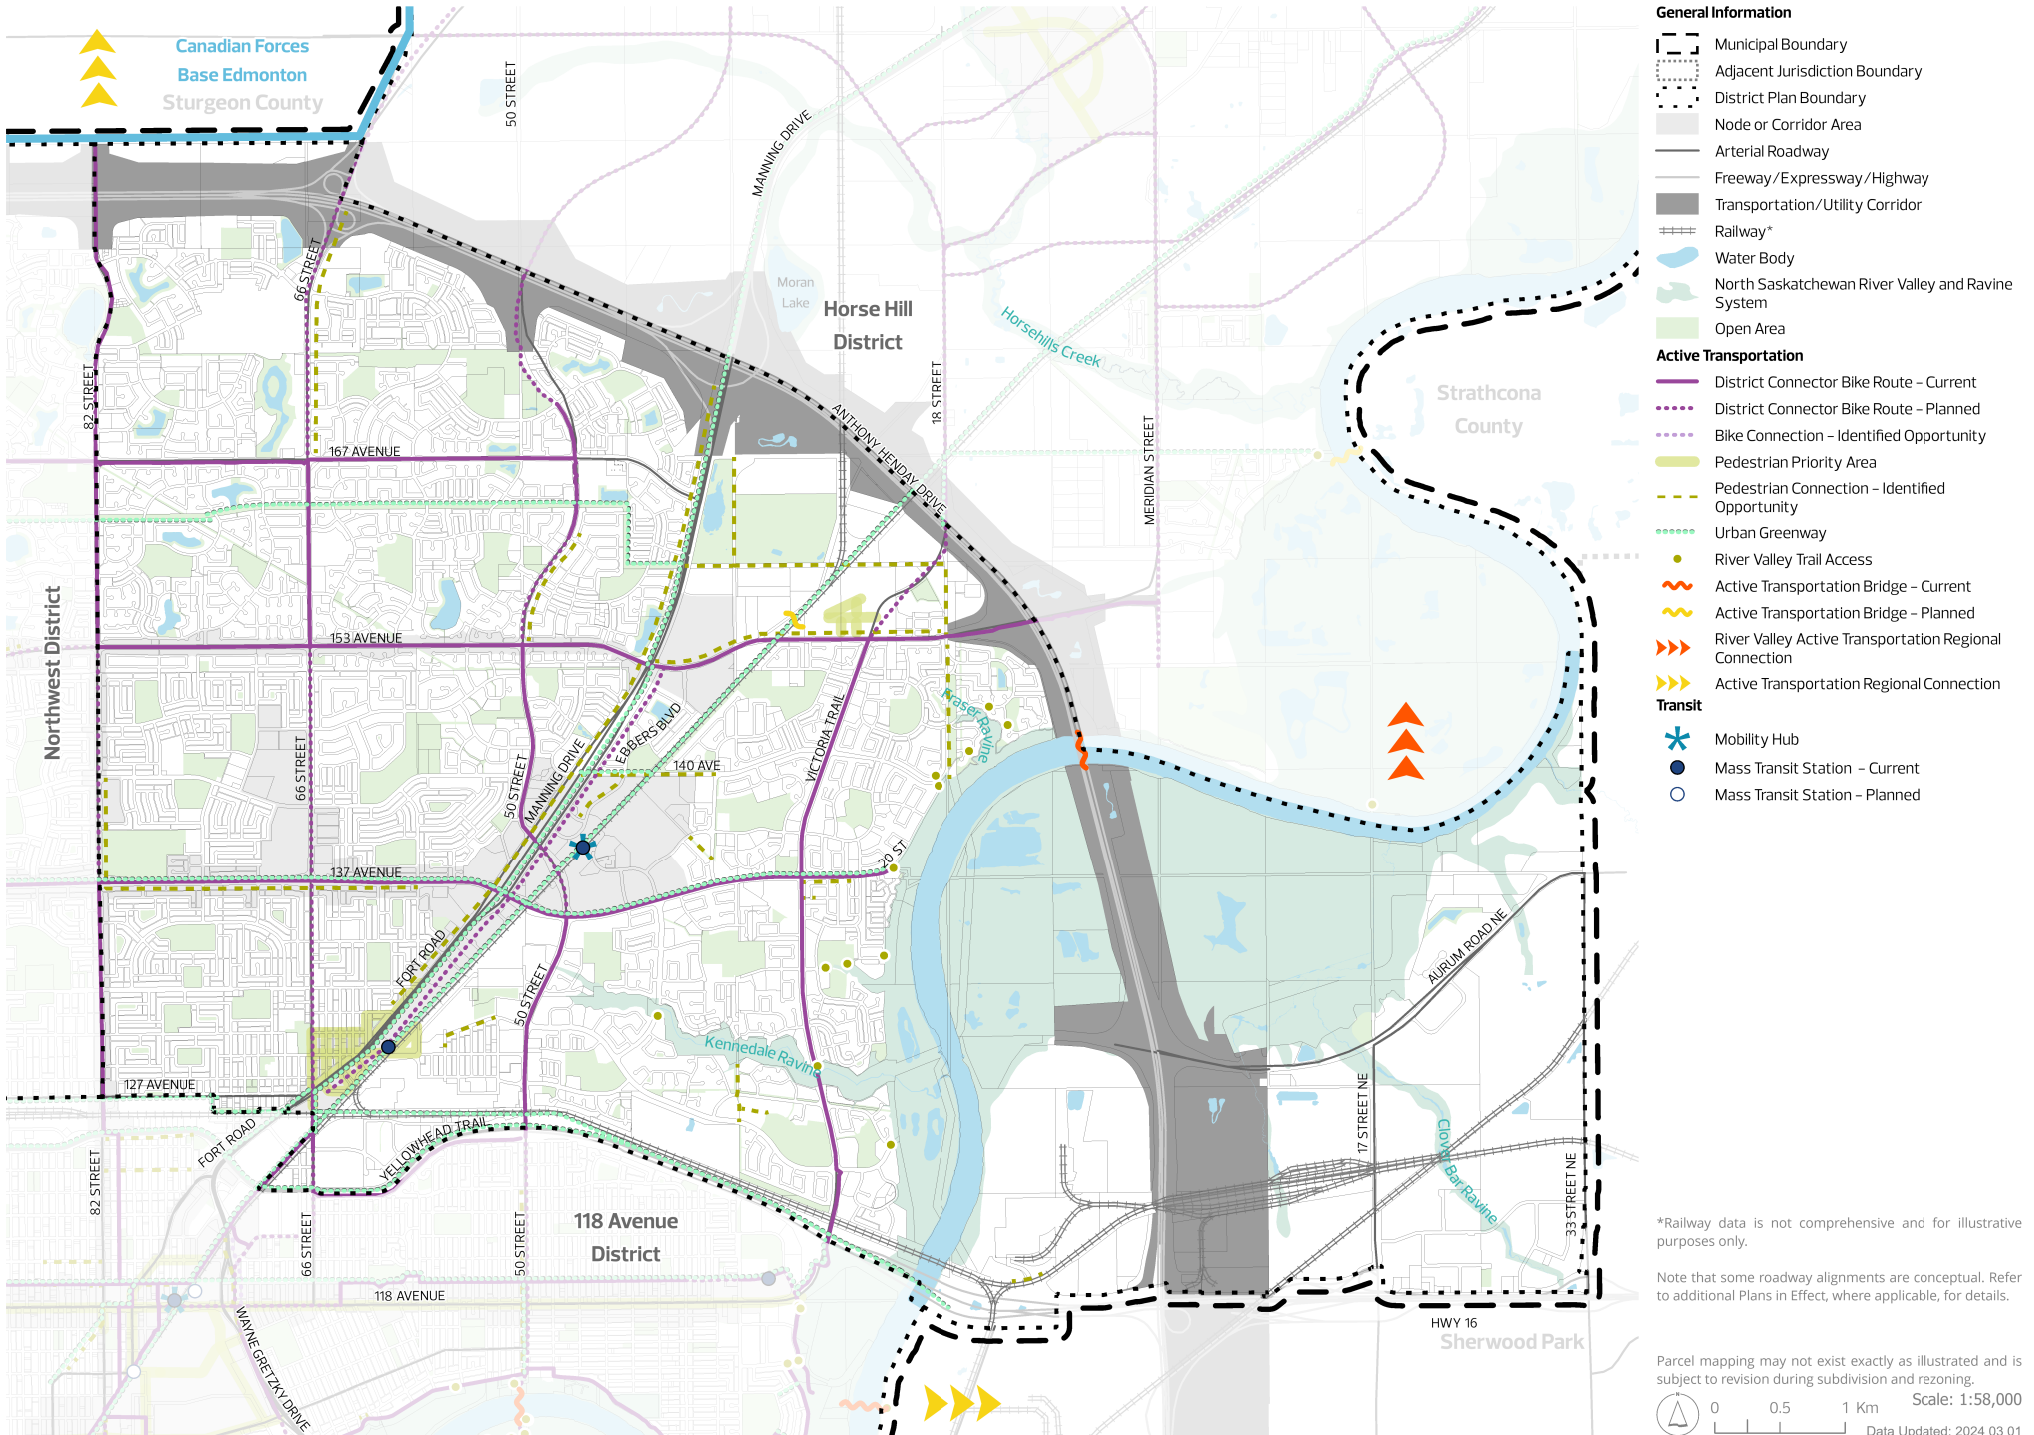 Canadian Forces
Base Edmonton
Sturgeon County
50 STREET
MANNING DRIVE
66 STREET
Moran
Lake
Horse Hill
District
Horsehills Creek
Strathcona
County
82 STREET
18 STREET
ANTHONY HENDAY DRIVE
MERIDIAN STREET
167 AVENUE
Northwest District
153 AVENUE
Fraser Ravine
EBBERS BLVD
VICTORIA TRAIL
66 STREET
50 STREET
MANNING DRIVE
140 AVE
137 AVENUE
20 ST
FORT ROAD
AURUM ROAD NE
50 STREET
Kennedale Ravine
127 AVENUE
FORT ROAD
YELLOWHEAD TRAIL
17 STREET NE
Clover Bar Ravine
33 STREET NE
82 STREET
66 STREET
50 STREET
118 Avenue
District
118 AVENUE
WAYNE GRETZKY DRIVE
HWY 16
Sherwood Park
General Information
Municipal Boundary
Adjacent Jurisdiction Boundary
District Plan Boundary
Node or Corridor Area
Arterial Roadway
Freeway/Expressway/Highway
Transportation/Utility Corridor
Railway*
Water Body
North Saskatchewan River Valley and Ravine
System
Open Area
Active Transportation
District Connector Bike Route – Current
District Connector Bike Route – Planned
Bike Connection – Identified Opportunity
Pedestrian Priority Area
Pedestrian Connection – Identified
Opportunity
Urban Greenway
River Valley Trail Access
Active Transportation Bridge – Current
Active Transportation Bridge – Planned
River Valley Active Transportation Regional
Connection
Active Transportation Regional Connection
Transit
Mobility Hub
Mass Transit Station – Current
Mass Transit Station – Planned
*Railway data is not comprehensive and for illustrative
purposes only.
Note that some roadway alignments are conceptual. Refer
to additional Plans in Effect, where applicable, for details.
Parcel mapping may not exist exactly as illustrated and is
subject to revision during subdivision and rezoning.
Scale: 1:58,000
0 0.5 1 Km
Data Updated: 2024 03 01